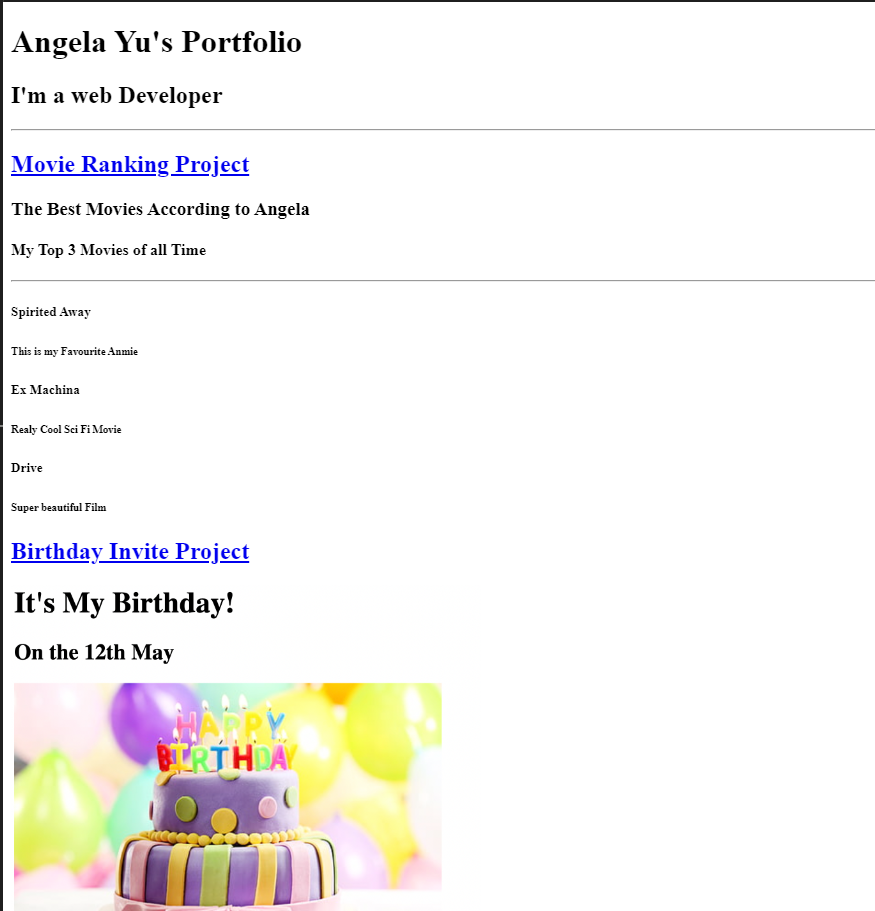 Angela Yu's Portfolio
I'm a web Developer
Movie Ranking Project
The Best Movies According to Angela
My Top 3 Movies of all Time
Spirited Away
This is my Favourite Anmie
Ex Machina
Realy Cool Sci Fi Movie
Drive
Super beautiful Film
Birthday Invite Project
It's My Birthday!
On the 12th May
HAPPY
BIRTHDAY